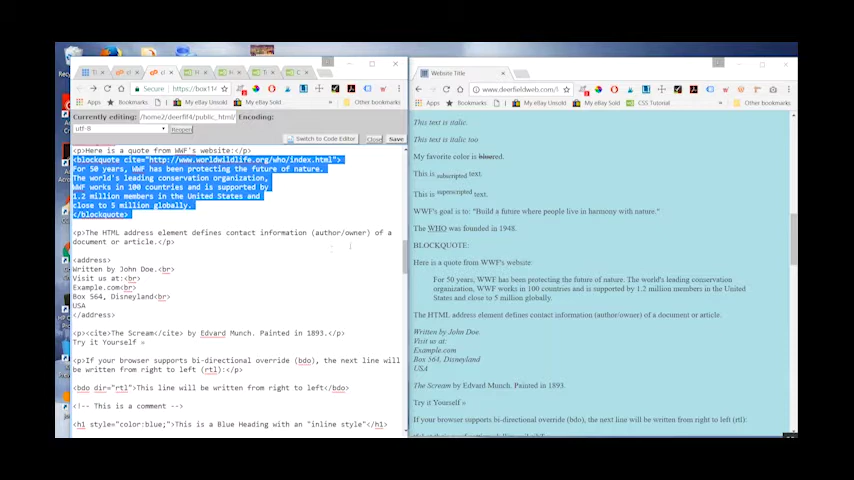 Secure
https://box114
Apps
Bookmarks
My eBay Unsold
My eBay Sold
Other bookmarks
Currently editing: /home2/deerfif4/public_html/ Encoding:
utf-8
Reopen
Switch to Code Editor
Close
Save
<p>Here is a quote from WWF's website:</p>
<blockquote cite="http://www.worldwildlife.org/who/index.html">
For 50 years, WWF has been protecting the future of nature.
The world's leading conservation organization,
WWF works in 100 countries and is supported by
1.2 million members in the United States and
close to 5 million globally.
</blockquote>
<p>The HTML address element defines contact information (author/owner) of a
document or article.</p>
<address>
Written by John Doe.<br>
Visit us at:<br>
Example.com<br>
Box 564, Disneyland<br>
USA
</address>
<p><cite>The Scream</cite> by Edvard Munch. Painted in 1893.</p>
Try it Yourself »
<p>If your browser supports bi-directional override (bdo), the next line will
be written from right to left (rtl):</p>
<bdo dir="rtl">This line will be written from right to left</bdo>
<!-- This is a comment -->
<h1 style="color:blue;">This is a Blue Heading with an "inline style"</h1>
Website Title
www.deerfieldweb.com/
Apps
Bookmarks
My eBay Unsold
My eBay Sold
CSS Tutorial
Other bookmarks
This text is italic.
This text is italic too
My favorite color is blue red.
This is subscripted text.
This is superscripted text.
WWF's goal is to: "Build a future where people live in harmony with nature."
The WHO was founded in 1948.
BLOCKQUOTE:
Here is a quote from WWF's website:
For 50 years, WWF has been protecting the future of nature. The world's leading conservation
organization, WWF works in 100 countries and is supported by 1.2 million members in the United
States and close to 5 million globally.
The HTML address element defines contact information (author/owner) of a document or article.
Written by John Doe.
Visit us at:
Example.com
Box 564, Disneyland
USA
The Scream by Edvard Munch. Painted in 1893.
Try it Yourself »
If your browser supports bi-directional override (bdo), the next line will be written from right to left (rtl):